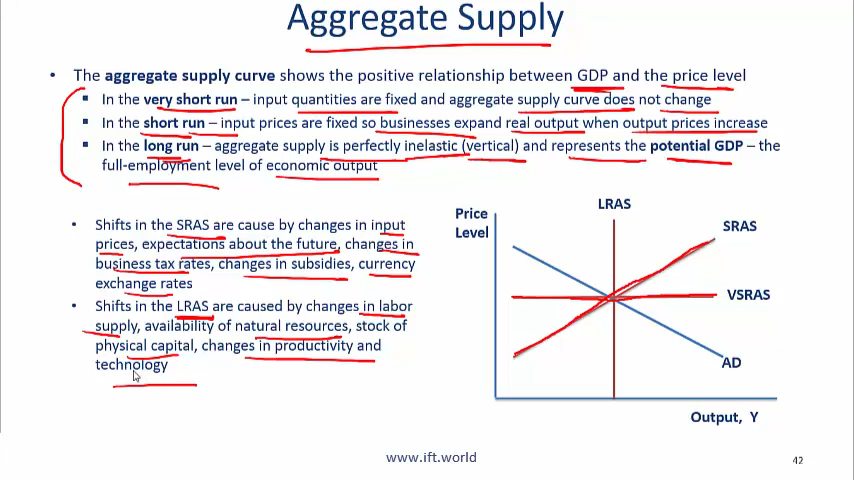 Aggregate Supply
• The aggregate supply curve shows the positive relationship between GDP and the price level
▪ In the very short run – input quantities are fixed and aggregate supply curve does not change
▪ In the short run – input prices are fixed so businesses expand real output when output prices increase
▪ In the long run – aggregate supply is perfectly inelastic (vertical) and represents the potential GDP – the
full-employment level of economic output
• Shifts in the SRAS are cause by changes in input
prices, expectations about the future, changes in
business tax rates, changes in subsidies, currency
exchange rates
• Shifts in the LRAS are caused by changes in labor
supply, availability of natural resources, stock of
physical capital, changes in productivity and
technology
Price
Level
LRAS
SRAS
VSRAS
AD
Output, Y
www.ift.world
42